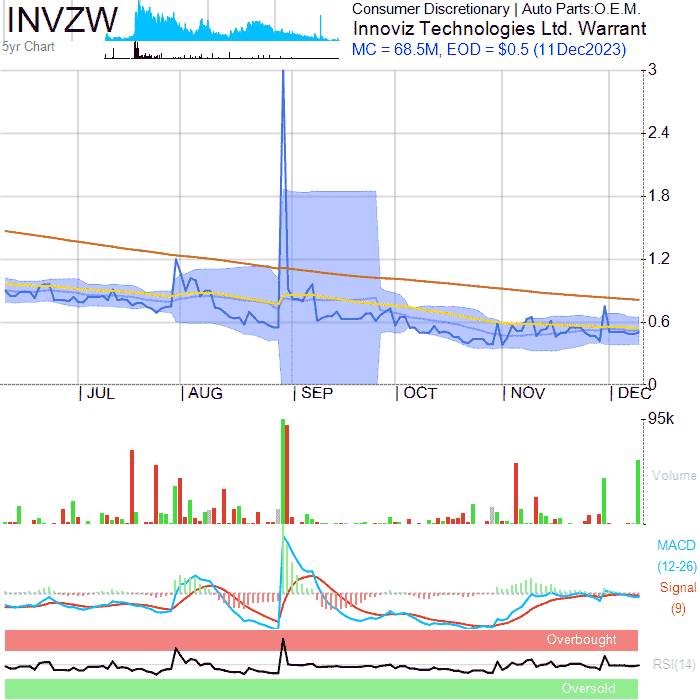 INVZW
5yr Chart
Consumer Discretionary | Auto Parts:O.E.M.
Innoviz Technologies Ltd. Warrant
MC = 68.5M, EOD = $0.5 (11Dec2023)
3
2.4
1.8
1.2
0.6
0
| JUL | AUG | SEP | OCT | NOV | DEC
95k
Volume
MACD
(12-26)
Signal
(9)
Overbought
RSI(14)
Oversold